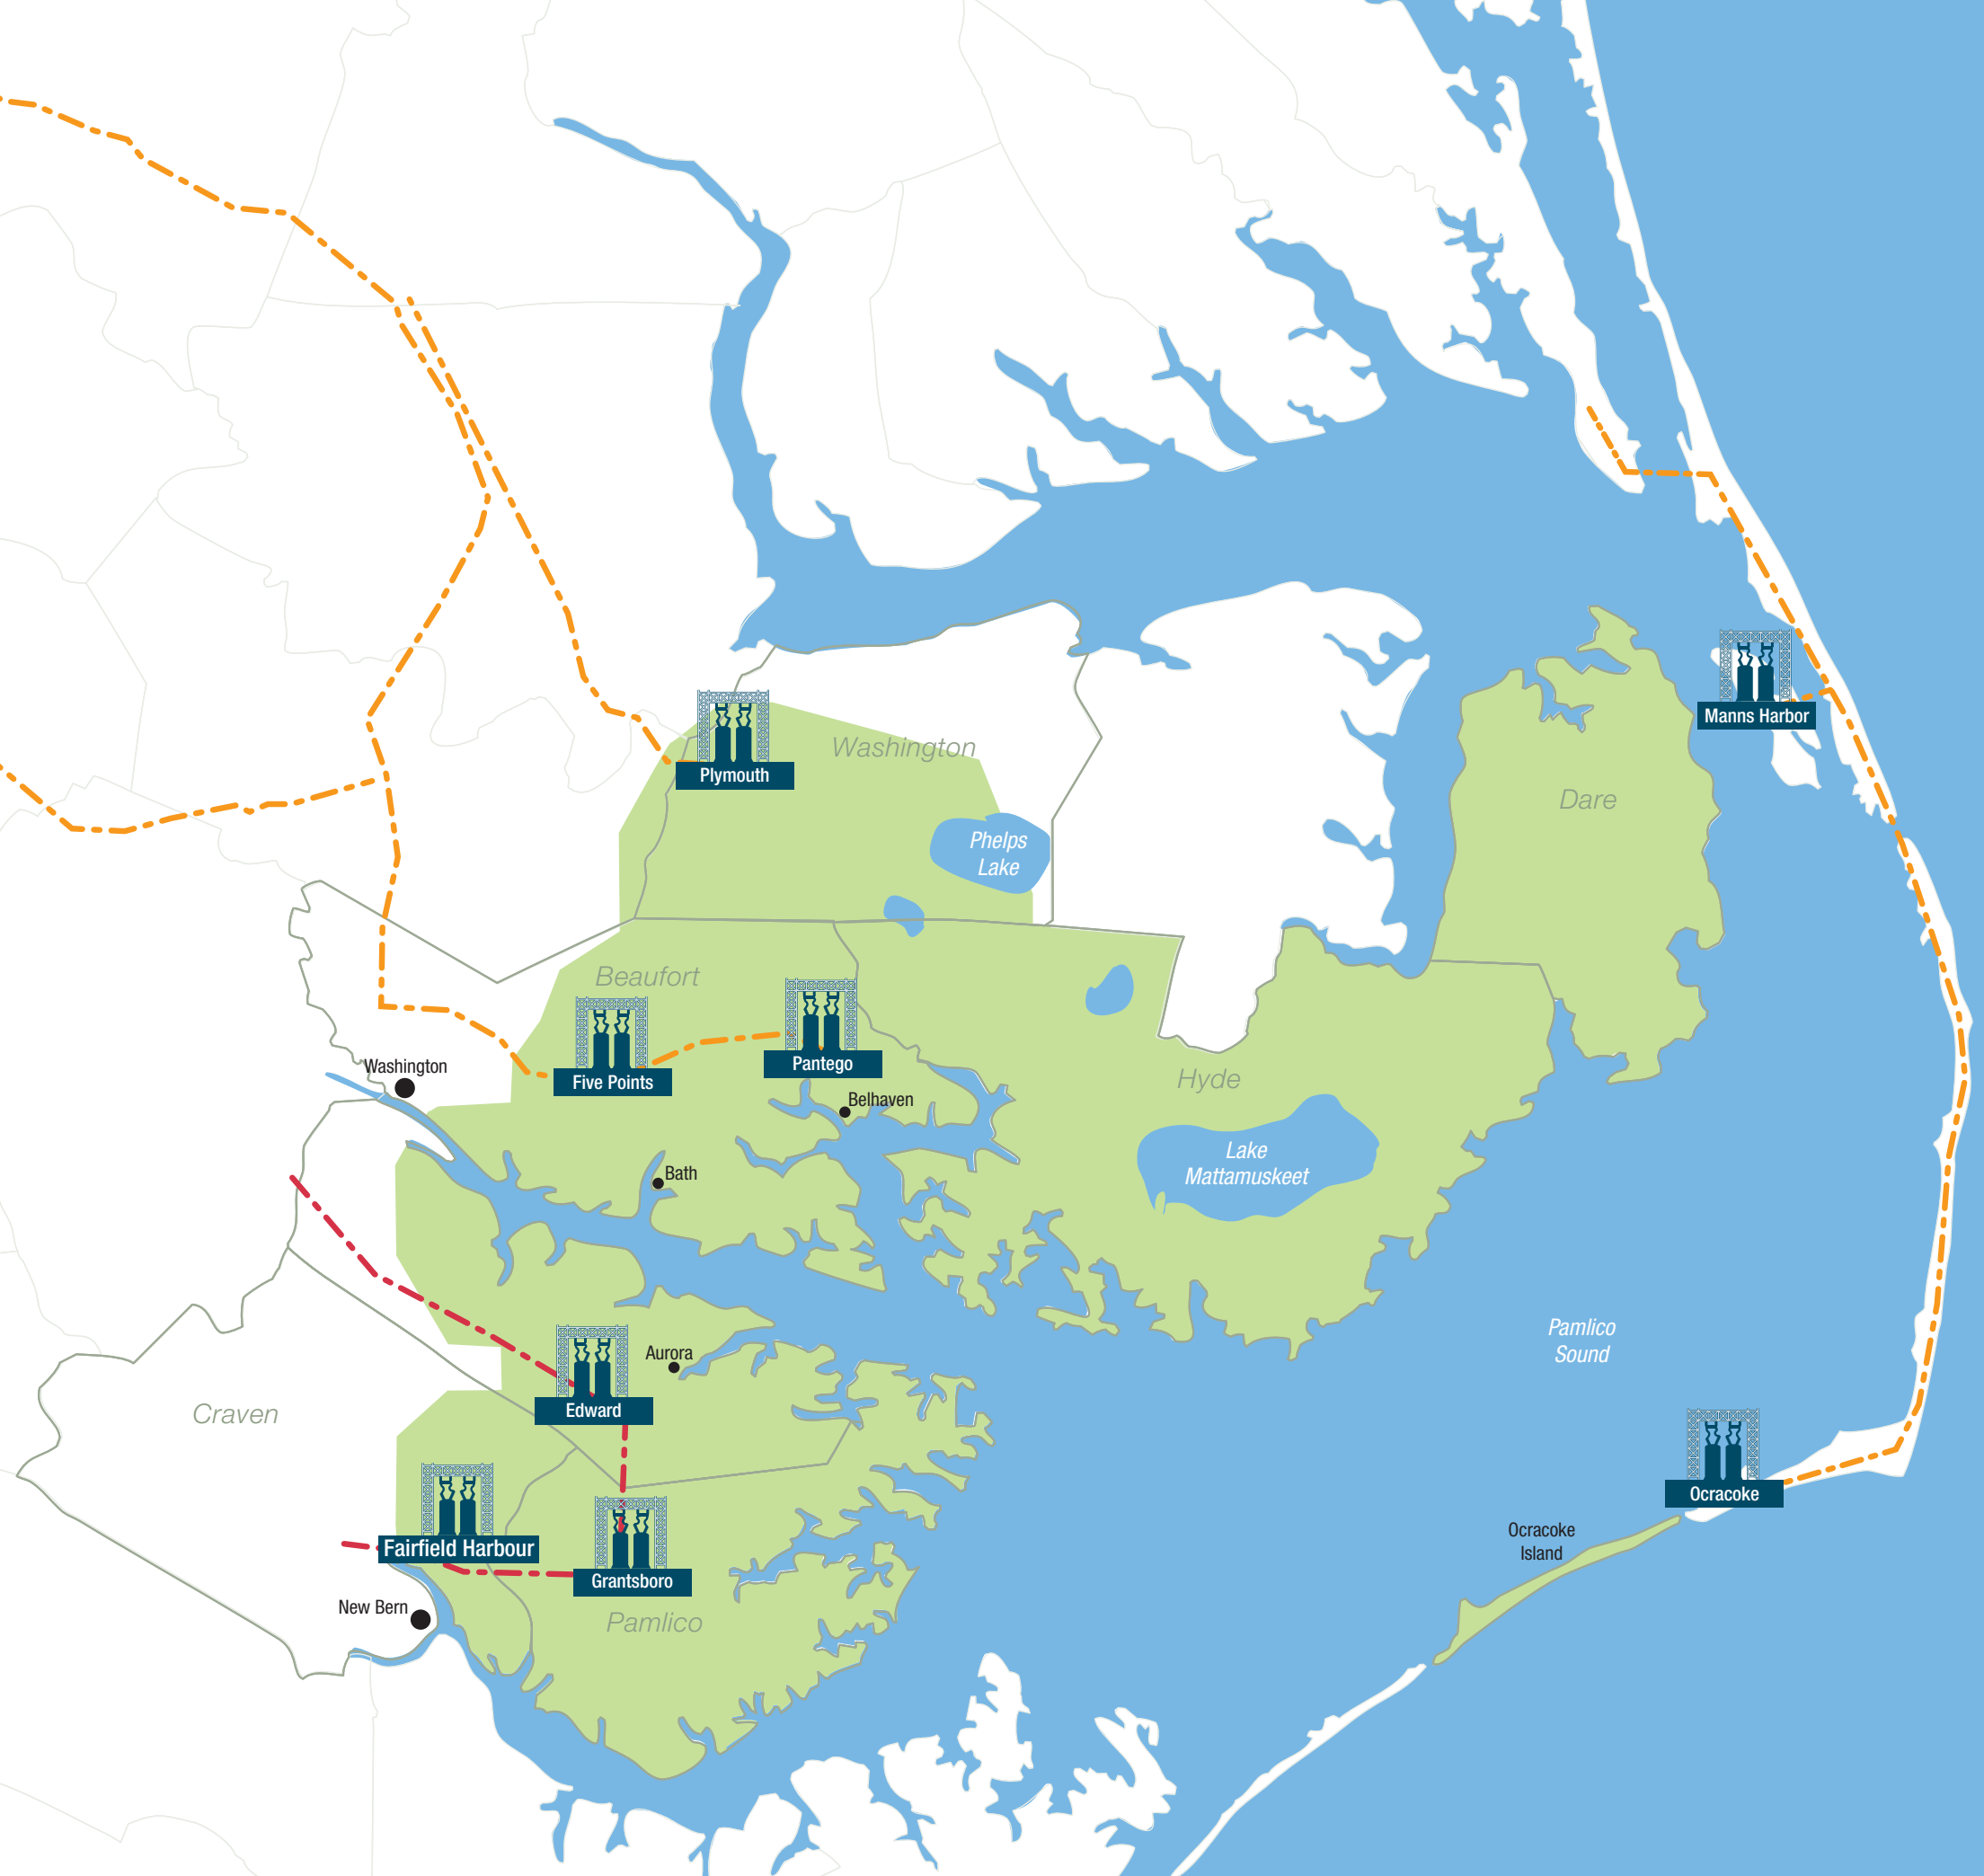 Manns Harbor
Plymouth
Washington
Dare
Phelps
Lake
Beaufort
Pantego
Five Points
Washington
Hyde
Belhaven
Lake
Mattamuskeet
Bath
Pamlico
Sound
Aurora
Edward
Craven
Ocracoke
Ocracoke
Island
Fairfield Harbour
Grantsboro
New Bern
Pamlico